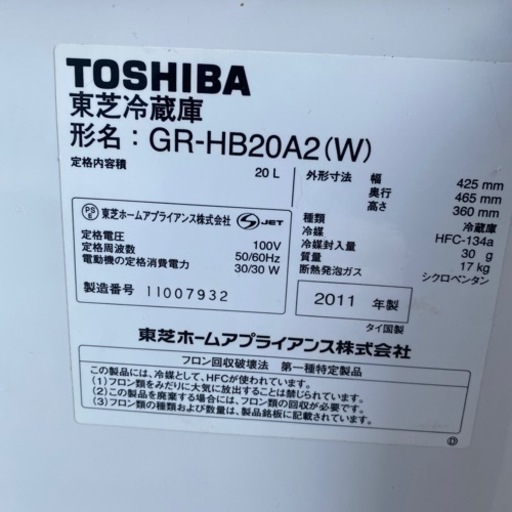 TOSHIBA
東芝冷蔵庫
形名：GR-HB20A2(W)
定格内容積 20 L
外形寸法 幅 425 mm
奥行 465 mm
高さ 360 mm
種類 冷蔵庫
冷媒 HFC-134a
冷媒封入量 30 g
質量 17 kg
断熱発泡ガス シクロペンタン
PS E 東芝ホームアプライアンス株式会社 S JET
定格電圧 100V
定格周波数 50/60Hz
電動機の定格消費電力 30/30 W
製造番号 11007932
2011 年製
タイ国製
東芝ホームアプライアンス株式会社
フロン回収破壊法 第一種特定製品
この製品には、冷媒として、HFCが使われています。
(1)フロン類をみだりに大気に放出することは禁じられています。
(2)この製品を廃棄する場合には、フロン類の回収が必要です。
(3)フロン類の種類および数量は、製品銘板に記載されています。
D